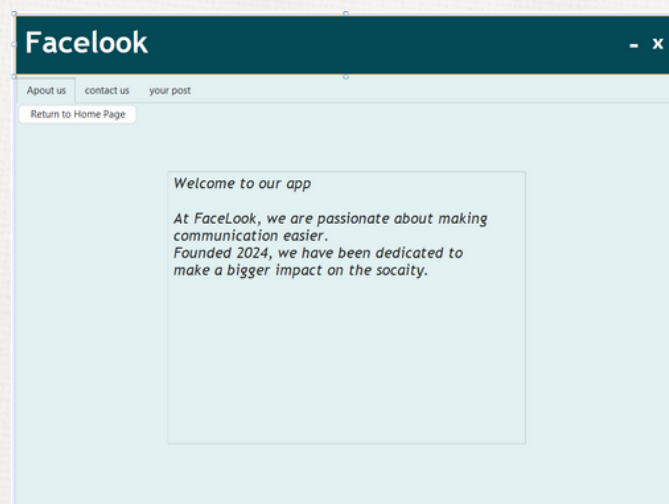 Facelook
- x
Apout us contact us your post
Return to Home Page
Welcome to our app
At FaceLook, we are passionate about making
communication easier.
Founded 2024, we have been dedicated to
make a bigger impact on the socaity.